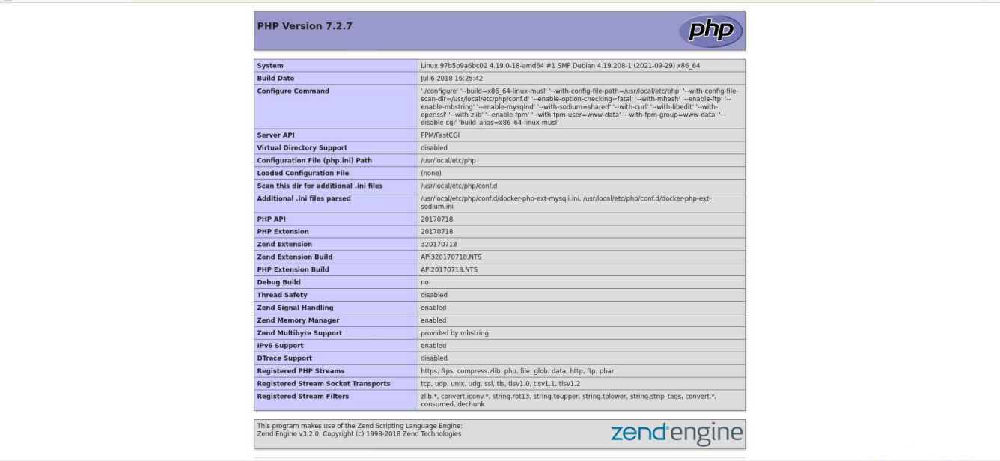 PHP Version 7.2.7
php
System Linux 97b5b9a6bc02 4.19.0-18-amd64 #1 SMP Debian 4.19.208-1 (2021-09-29) x86_64
Build Date Jul 6 2018 16:25:42
Configure Command './configure' '--build=x86_64-linux-musl' '--with-config-file-path=/usr/local/etc/php' '--with-config-file-
scan-dir=/usr/local/etc/php/conf.d' '--enable-option-checking=fatal' '--with-mhash' '--enable-ftp' '--
enable-mbstring' '--enable-mysqlnd' '--with-sodium=shared' '--with-curl' '--with-libedit' '--with-
openssl' '--with-zlib' '--enable-fpm' '--with-fpm-user=www-data' '--with-fpm-group=www-data' '--
disable-cgi' 'build_alias=x86_64-linux-musl'
Server API FPM/FastCGI
Virtual Directory Support disabled
Configuration File (php.ini) Path /usr/local/etc/php
Loaded Configuration File (none)
Scan this dir for additional .ini files /usr/local/etc/php/conf.d
Additional .ini files parsed /usr/local/etc/php/conf.d/docker-php-ext-mysqli.ini, /usr/local/etc/php/conf.d/docker-php-ext-
sodium.ini
PHP API 20170718
PHP Extension 20170718
Zend Extension 320170718
Zend Extension Build API320170718,NTS
PHP Extension Build API20170718,NTS
Debug Build no
Thread Safety disabled
Zend Signal Handling enabled
Zend Memory Manager enabled
Zend Multibyte Support provided by mbstring
IPv6 Support enabled
DTrace Support disabled
Registered PHP Streams https, ftps, compress.zlib, php, file, glob, data, http, ftp, phar
Registered Stream Socket Transports tcp, udp, unix, udg, ssl, tls, tlsv1.0, tlsv1.1, tlsv1.2
Registered Stream Filters zlib.*, convert.iconv.*, string.rot13, string.toupper, string.tolower, string.strip_tags, convert.*,
consumed, dechunk
This program makes use of the Zend Scripting Language Engine:
Zend Engine v3.2.0, Copyright (c) 1998-2018 Zend Technologies
zend engine